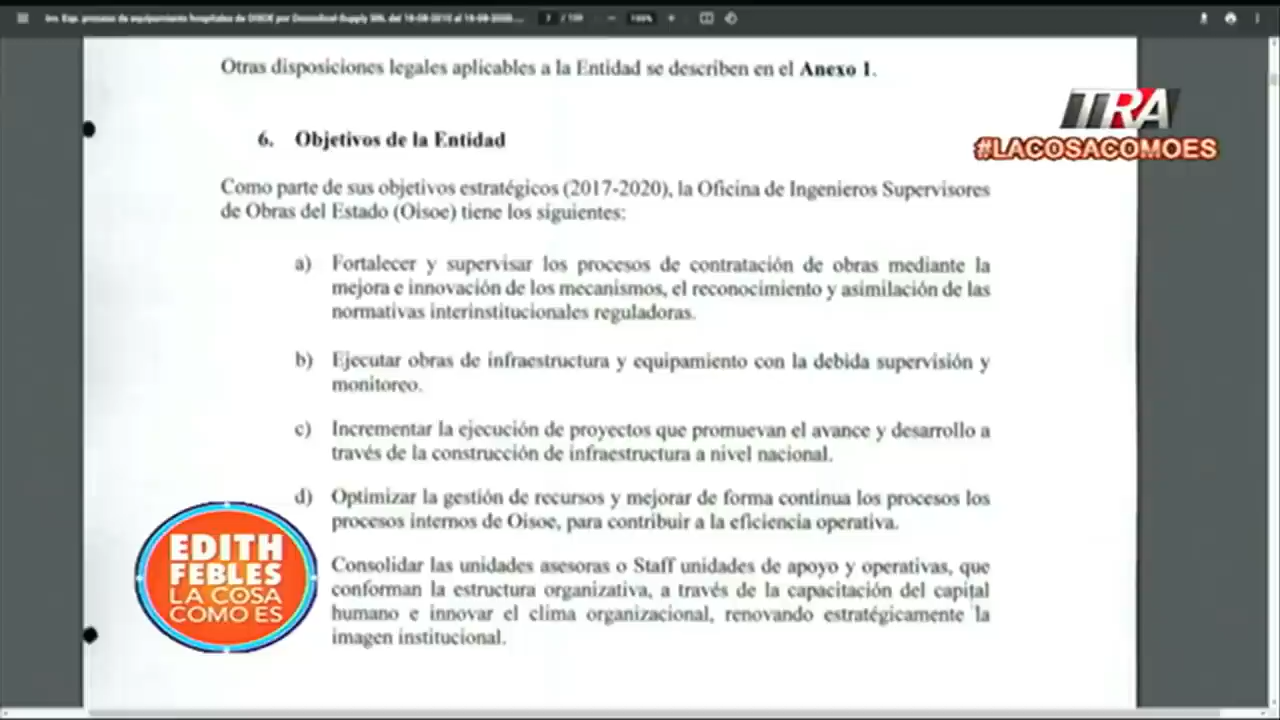 7 / 109
100%
Otras disposiciones legales aplicables a la Entidad se describen en el Anexo 1.
TRA
#LACOSACOMOES
6. Objetivos de la Entidad
Como parte de sus objetivos estratégicos (2017-2020), la Oficina de Ingenieros Supervisores
de Obras del Estado (Oisoe) tiene los siguientes:
a) Fortalecer y supervisar los procesos de contratación de obras mediante la
mejora e innovación de los mecanismos, el reconocimiento y asimilación de las
normativas interinstitucionales reguladoras.
b) Ejecutar obras de infraestructura y equipamiento con la debida supervisión y
monitoreo.
c) Incrementar la ejecución de proyectos que promuevan el avance y desarrollo a
través de la construcción de infraestructura a nivel nacional.
d) Optimizar la gestión de recursos y mejorar de forma continua los procesos los
procesos internos de Oisoe, para contribuir a la eficiencia operativa.
Consolidar las unidades asesoras o Staff unidades de apoyo y operativas, que
conforman la estructura organizativa, a través de la capacitación del capital
humano e innovar el clima organizacional, renovando estratégicamente la
imagen institucional.
EDITH
FEBLES
LA COSA
COMO ES